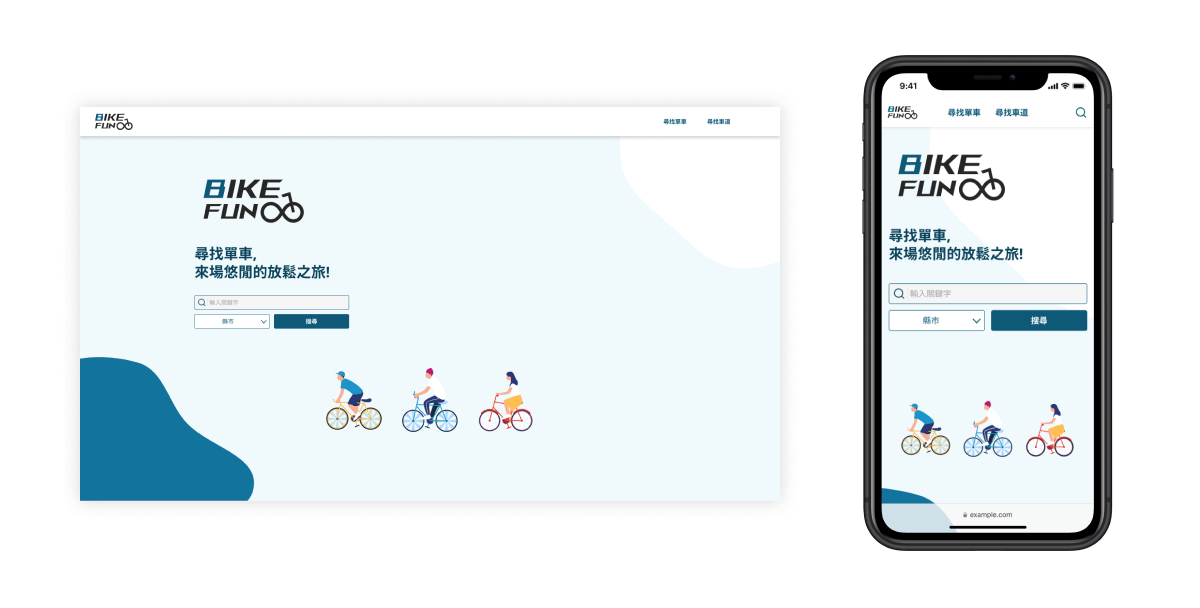 BIKE
FUN
尋找單車
尋找車道
BIKE
FUN
尋找單車,
來場悠閒的放鬆之旅!
輸入關鍵字
縣市
搜尋
9:41
BIKE
FUN
尋找單車
尋找車道
BIKE
FUN
尋找單車,
來場悠閒的放鬆之旅!
輸入關鍵字
縣市
搜尋
example.com